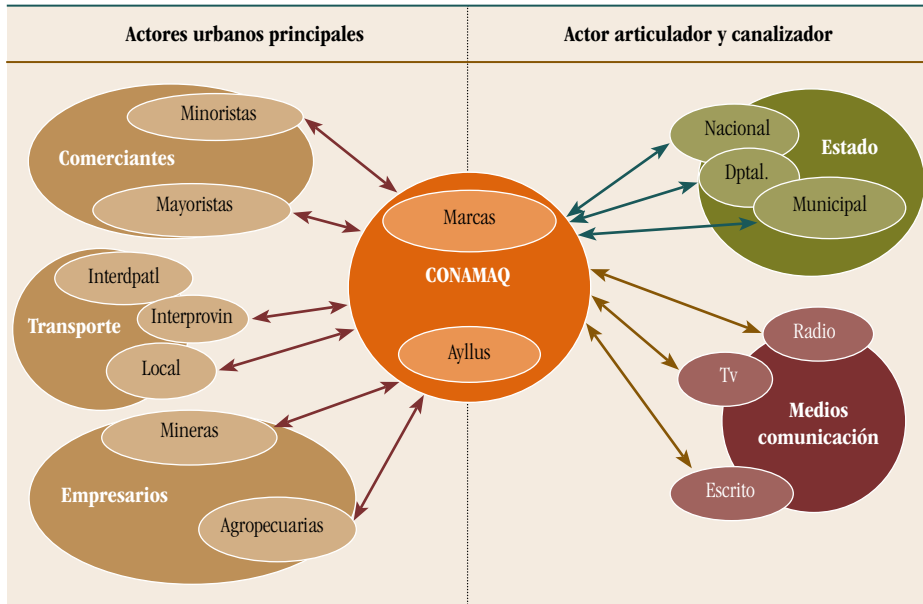 Actores urbanos principales
Actor articulador y canalizador
Minoristas
Comerciantes
Mayoristas
Interdpatl
Transporte
Interprovin
Local
Mineras
Empresarios
Agropecuarias
Marcas
CONAMAQ
Ayllus
Nacional
Estado
Dptal.
Municipal
Radio
Tv
Medios
comunicación
Escrito